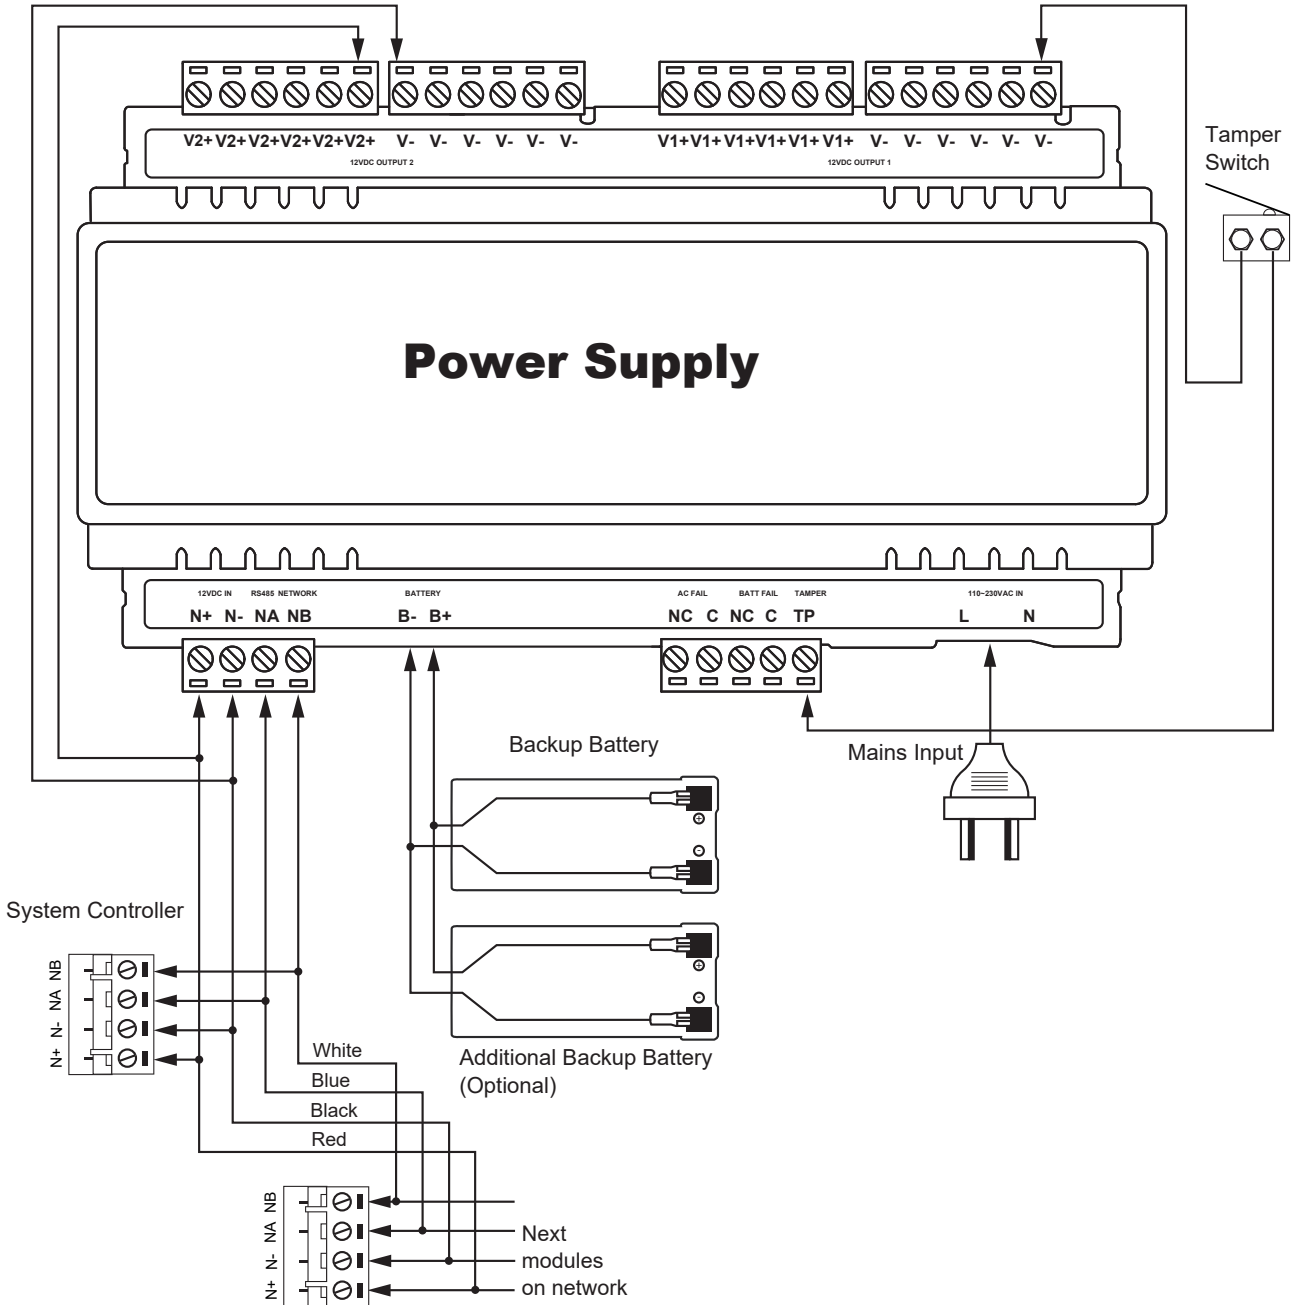 V2+ V2+ V2+ V2+ V2+ V2+ V- V- V- V- V- V- V1+ V1+ V1+ V1+ V1+ V1+ V- V- V- V- V- V-
12VDC OUTPUT 2 12VDC OUTPUT 1
Tamper
Switch
Power Supply
12VDC IN RS485 NETWORK BATTERY AC FAIL BATT FAIL TAMPER 110~230VAC IN
N+ N- NA NB B- B+ NC C NC C TP L N
Backup Battery
Mains Input
+
-
System Controller
NB
NA
N-
N+
+
-
White
Additional Backup Battery
(Optional)
Blue
Black
Red
NB
NA
N-
N+
Next
modules
on network